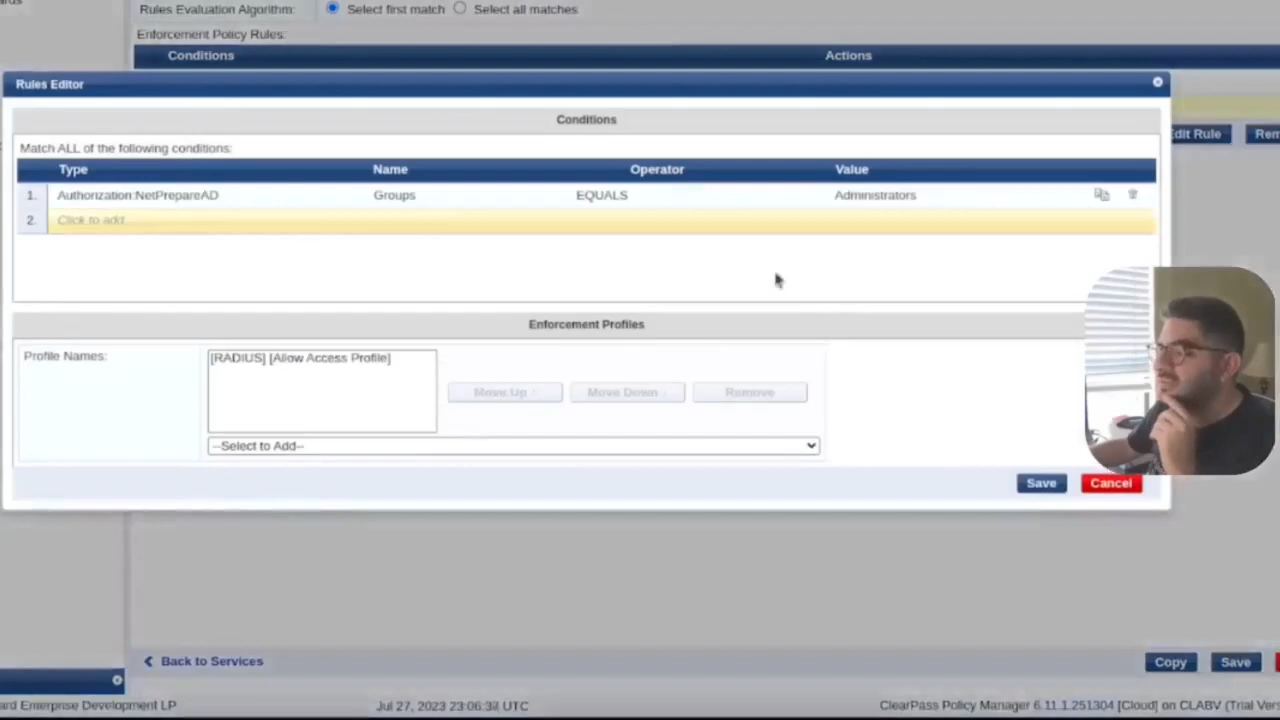 Rules Evaluation Algorithm: Select first match Select all matches
Enforcement Policy Rules:
Conditions Actions
Rules Editor
Edit Rule
Conditions
Match ALL of the following conditions:
Type Name Operator Value
1. Authorization:NetPrepareAD Groups EQUALS Administrators
2. Click to add...
Enforcement Profiles
Profile Names: [RADIUS] [Allow Access Profile]
Move Up Move Down Remove
--Select to Add--
Save Cancel
Back to Services Copy Save
Enterprise Development LP Jul 27, 2023 23:06: UTC ClearPass Policy Manager 6.11.1.251304 [Cloud] on CLABV (Trial